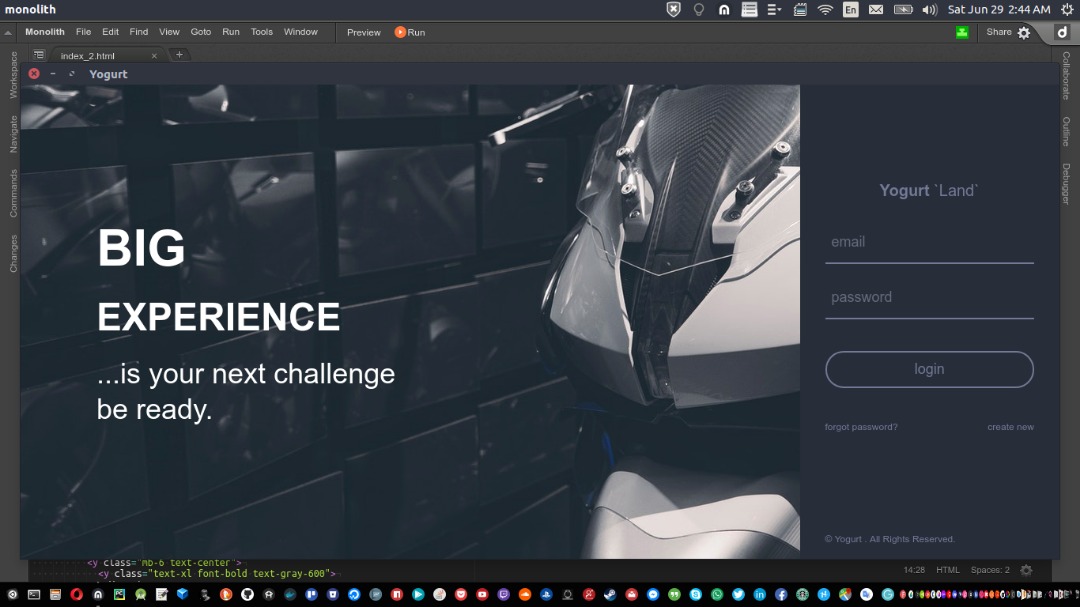 monolith
En
Sat Jun 29 2:44 AM
Monolith File Edit Find View Goto Run Tools Window Preview Run Share
index_2.html
Workspace
Navigate
Commands
Changes
Collaborate
Outline
Debugger
Yogurt
BIG
EXPERIENCE
...is your next challenge
be ready.
Yogurt `Land`
email
password
login
forgot password? create new
© Yogurt . All Rights Reserved.
<y class="mb-6 text-center">
<y class="text-xl font-bold text-gray-600">
14:28 HTML Spaces: 2